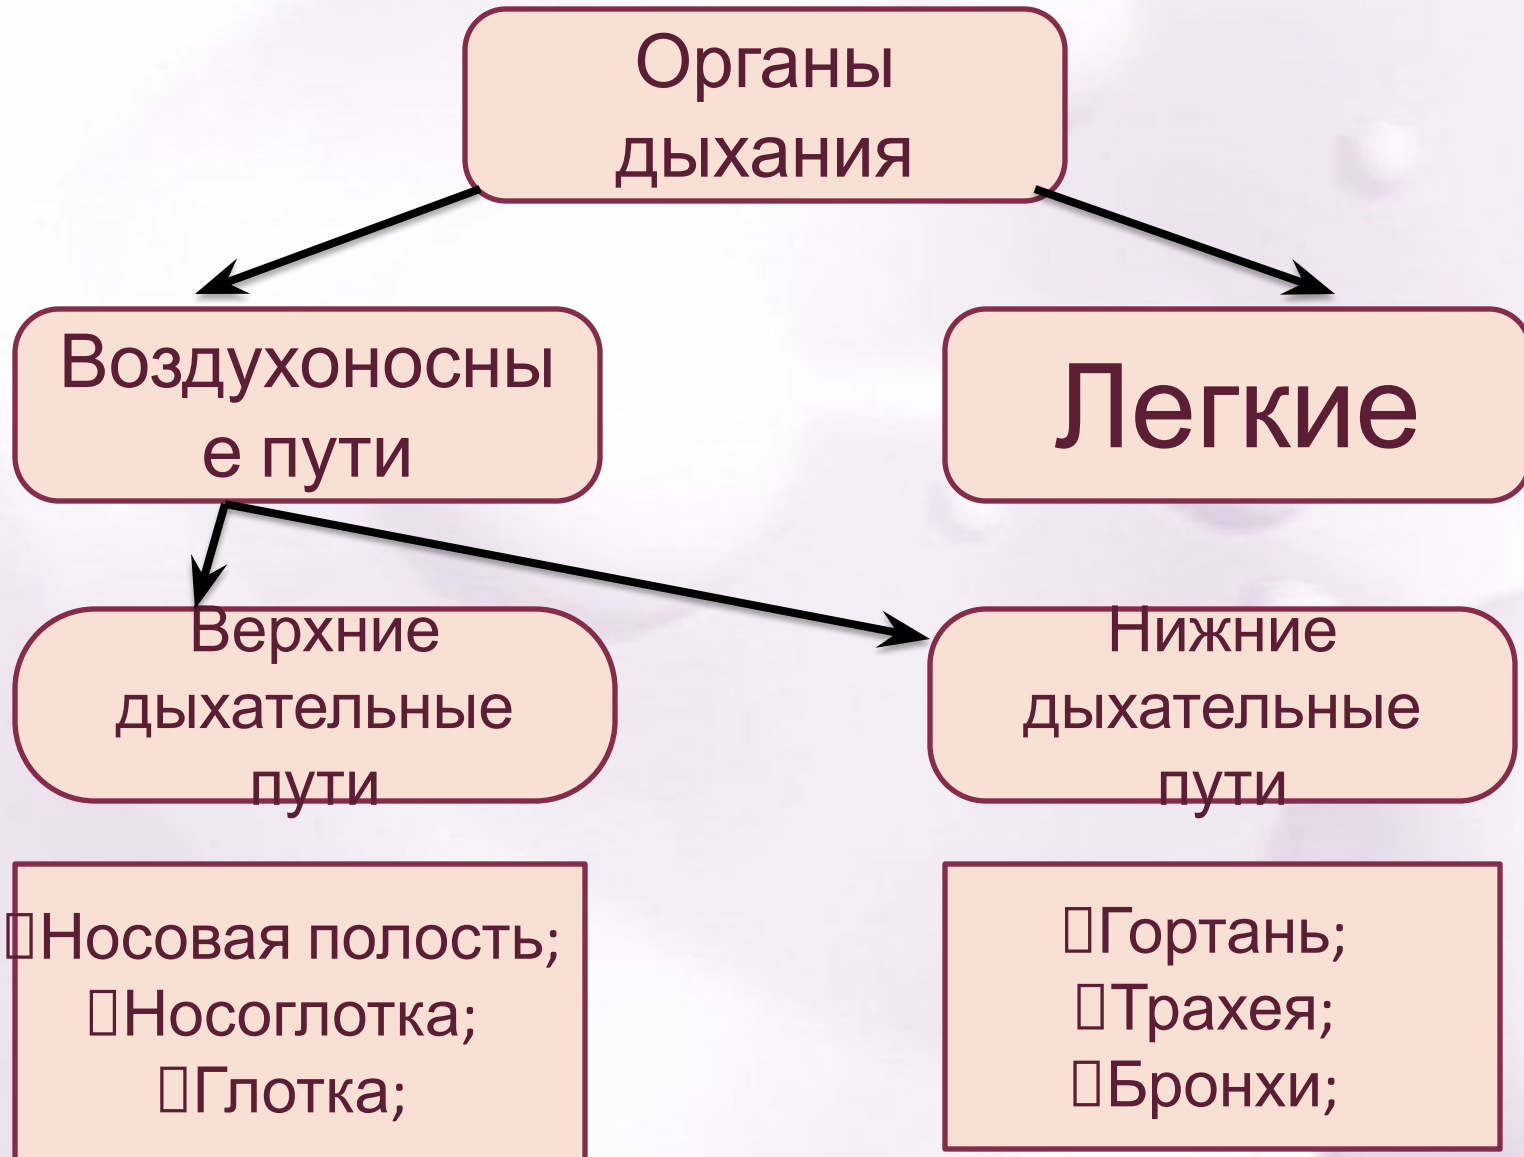 Органы
дыхания
Воздухоносны
е пути
Легкие
Верхние
дыхательные
пути
Нижние
дыхательные
пути
Носовая полость;
Носоглотка;
Глотка;
Гортань;
Трахея;
Бронхи;